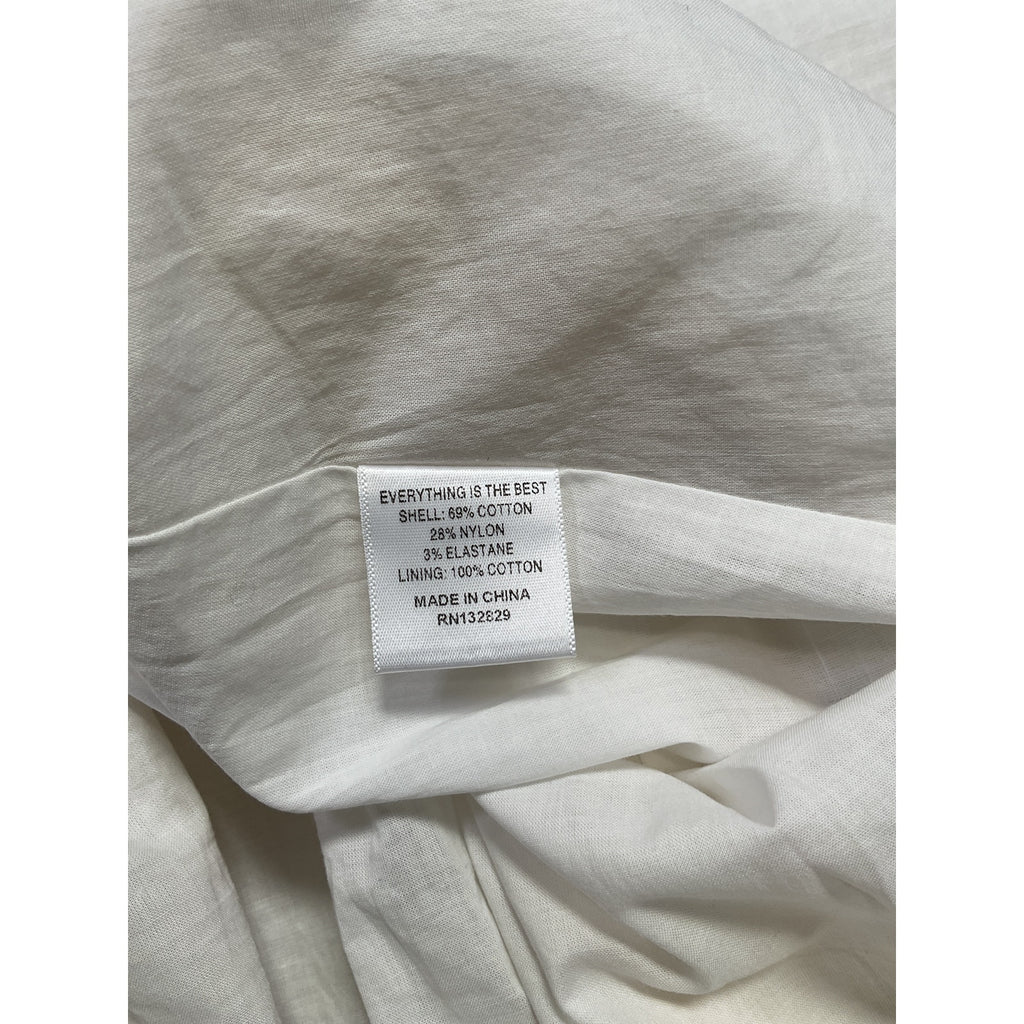 EVERYTHING IS THE BEST
SHELL: 69% COTTON
28% NYLON
3% ELASTANE
LINING: 100% COTTON
MADE IN CHINA
RN132829